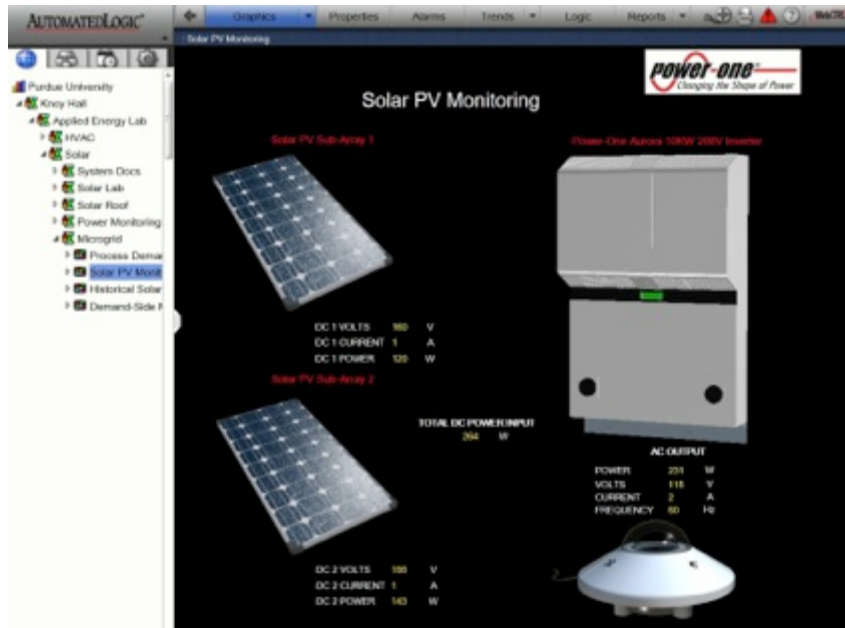 AUTOMATEDLOGIC
Graphics Properties Alarms Trends Logic Reports
Solar PV Monitoring
Purdue University
Knoy Hall
Applied Energy Lab
HVAC
Solar
System Docs
Solar Lab
Solar Roof
Power Monitoring
Microgrid
Process Dema
Solar PV Monit
Historical Solar
Demand-Side
power-one
Changing the Shape of Power
Solar PV Monitoring
Solar PV Sub-Array 1
Power-One Aurora 10KW 208V Inverter
DC 1 VOLTS 160 V
DC 1 CURRENT 1 A
DC 1 POWER 120 W
Solar PV Sub-Array 2
TOTAL DC POWER INPUT
264 W
AC OUTPUT
POWER 231 W
VOLTS 118 V
CURRENT 2 A
FREQUENCY 60 Hz
DC 2 VOLTS V
DC 2 CURRENT 1 A
DC 2 POWER 143 W